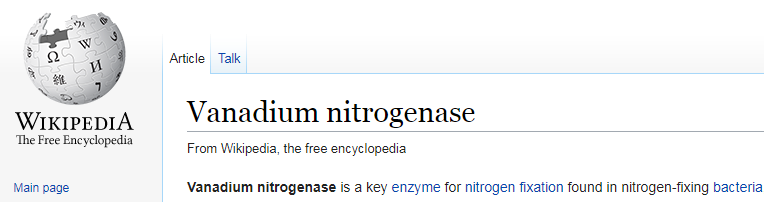 Article Talk
WIKIPEDIA
The Free Encyclopedia
Main page
Vanadium nitrogenase
From Wikipedia, the free encyclopedia
Vanadium nitrogenase is a key enzyme for nitrogen fixation found in nitrogen-fixing bacteria